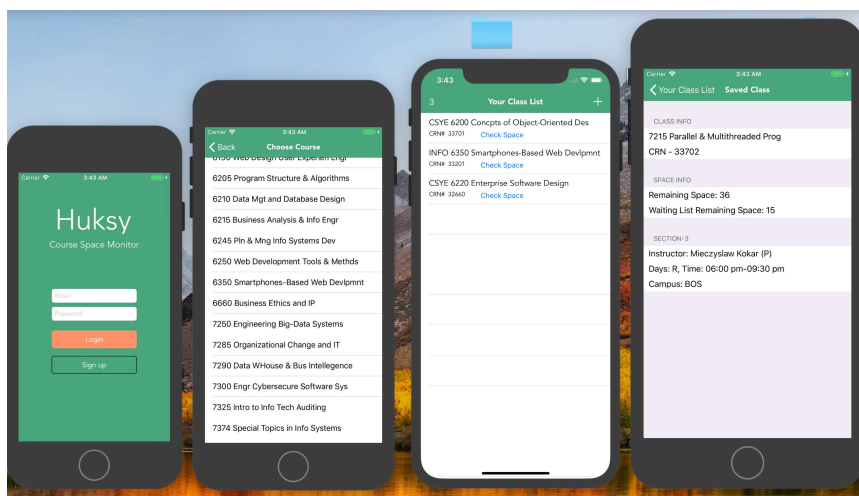 Carrier 3:43 AM
Huksy
Course Space Monitor
Email
Password
Login
Sign up
Carrier 3:43 AM
Back Choose Course
6150 Web Design User Experien Engr
6205 Program Structure & Algorithms
6210 Data Mgt and Database Design
6215 Business Analysis & Info Engr
6245 Pln & Mng Info Systems Dev
6250 Web Development Tools & Methds
6350 Smartphones-Based Web Devlpmnt
6660 Business Ethics and IP
7250 Engineering Big-Data Systems
7285 Organizational Change and IT
7290 Data WHouse & Bus Intellegence
7300 Engr Cybersecure Software Sys
7325 Intro to Info Tech Auditing
7374 Special Topics in Info Systems
3:43
3 Your Class List +
CSYE 6200 Concpts of Object-Oriented Des
CRN# 33701 Check Space
INFO 6350 Smartphones-Based Web Devlpmnt
CRN# 33201 Check Space
CSYE 6220 Enterprise Software Design
CRN# 32660 Check Space
Carrier 3:43 AM
Your Class List Saved Class
CLASS INFO
7215 Parallel & Multithreaded Prog
CRN - 33702
SPACE INFO
Remaining Space: 36
Waiting List Remaining Space: 15
SECTION-3
Instructor: Mieczyslaw Kokar (P)
Days: R, Time: 06:00 pm-09:30 pm
Campus: BOS